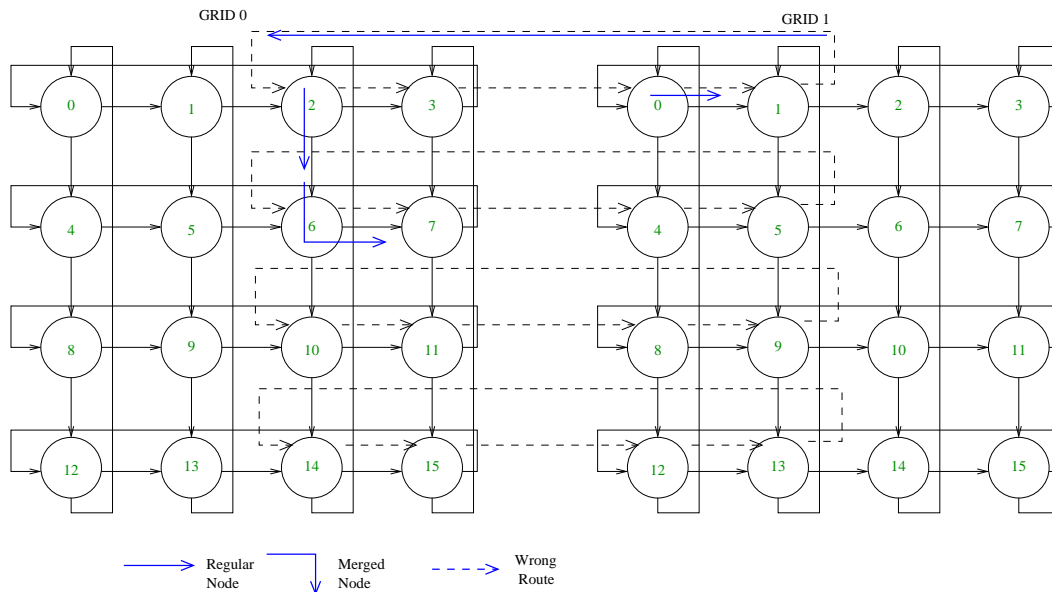 GRID 0
GRID 1
0 1 2 3 0 1 2 3
4 5 6 7 4 5 6 7
8 9 10 11 8 9 10 11
12 13 14 15 12 13 14 15
Regular Node
Merged Node
Wrong Route